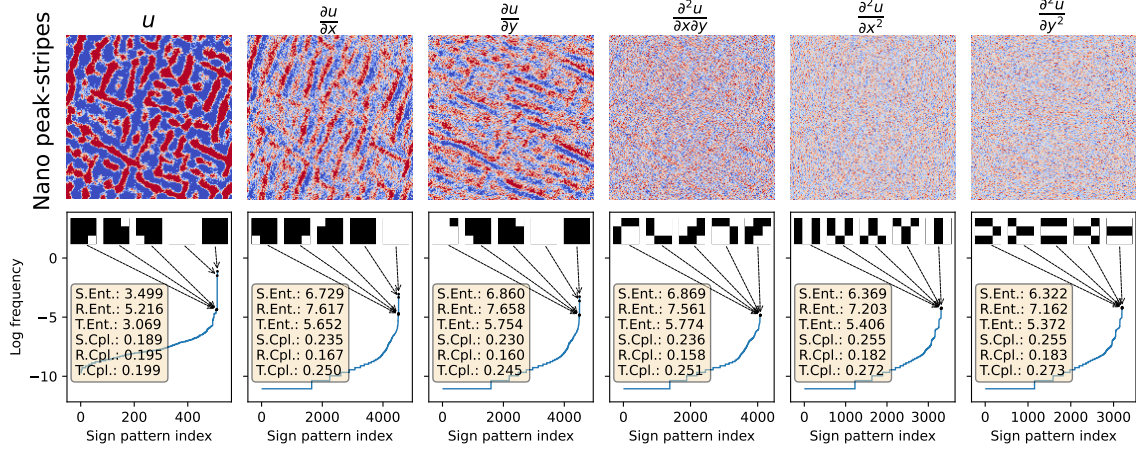 u
∂u/∂x
∂u/∂y
∂²u/∂x∂y
∂²u/∂x²
∂²u/∂y²
Nano peak-stripes
Log frequency
0
−5
−10
S.Ent.: 3.499
R.Ent.: 5.216
T.Ent.: 3.069
S.Cpl.: 0.189
R.Cpl.: 0.195
T.Cpl.: 0.199
0 400
Sign pattern index
S.Ent.: 6.729
R.Ent.: 7.617
T.Ent.: 5.652
S.Cpl.: 0.235
R.Cpl.: 0.167
T.Cpl.: 0.250
0 2000 4000
Sign pattern index
S.Ent.: 6.860
R.Ent.: 7.658
T.Ent.: 5.754
S.Cpl.: 0.230
R.Cpl.: 0.160
T.Cpl.: 0.245
0 2000 4000
Sign pattern index
S.Ent.: 6.869
R.Ent.: 7.561
T.Ent.: 5.774
S.Cpl.: 0.236
R.Cpl.: 0.158
T.Cpl.: 0.251
0 2000 4000
Sign pattern index
S.Ent.: 6.369
R.Ent.: 7.203
T.Ent.: 5.406
S.Cpl.: 0.255
R.Cpl.: 0.182
T.Cpl.: 0.272
0 1000 2000 3000
Sign pattern index
S.Ent.: 6.322
R.Ent.: 7.162
T.Ent.: 5.372
S.Cpl.: 0.255
R.Cpl.: 0.183
T.Cpl.: 0.273
0 1000 2000 3000
Sign pattern index